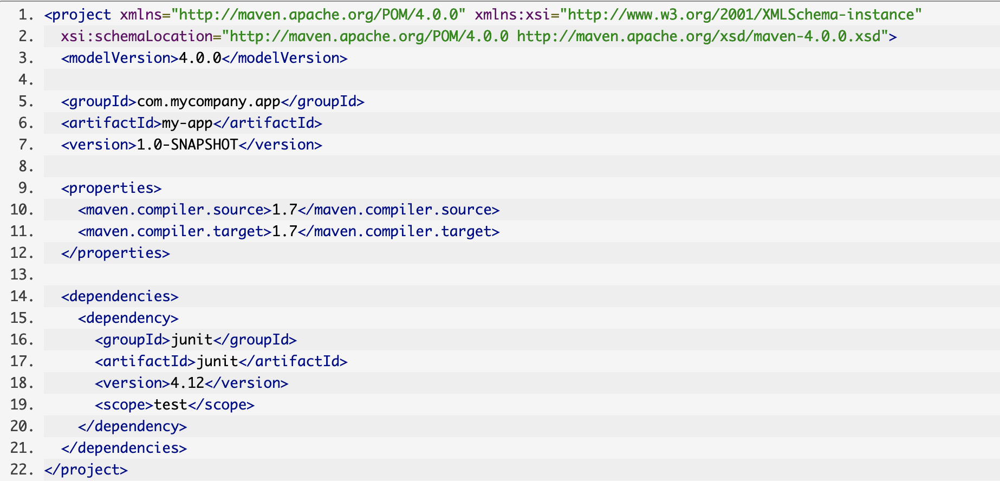 1. <project xmlns="http://maven.apache.org/POM/4.0.0" xmlns:xsi="http://www.w3.org/2001/XMLSchema-instance"
2.   xsi:schemaLocation="http://maven.apache.org/POM/4.0.0 http://maven.apache.org/xsd/maven-4.0.0.xsd">
3.   <modelVersion>4.0.0</modelVersion>
4.
5.   <groupId>com.mycompany.app</groupId>
6.   <artifactId>my-app</artifactId>
7.   <version>1.0-SNAPSHOT</version>
8.
9.   <properties>
10.     <maven.compiler.source>1.7</maven.compiler.source>
11.     <maven.compiler.target>1.7</maven.compiler.target>
12.   </properties>
13.
14.   <dependencies>
15.     <dependency>
16.       <groupId>junit</groupId>
17.       <artifactId>junit</artifactId>
18.       <version>4.12</version>
19.       <scope>test</scope>
20.     </dependency>
21.   </dependencies>
22. </project>